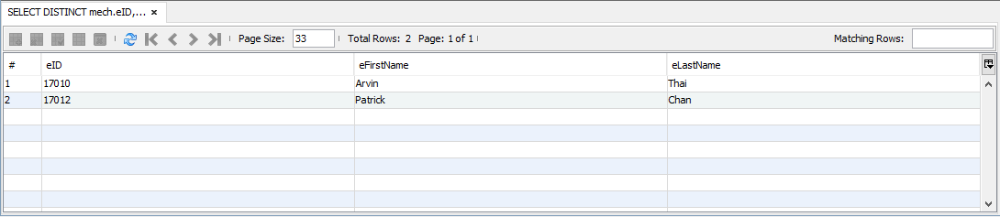 SELECT DISTINCT mech.eID,... ×
Page Size: 33 Total Rows: 2 Page: 1 of 1 Matching Rows:
# eID eFirstName eLastName
1 17010 Arvin Thai
2 17012 Patrick Chan